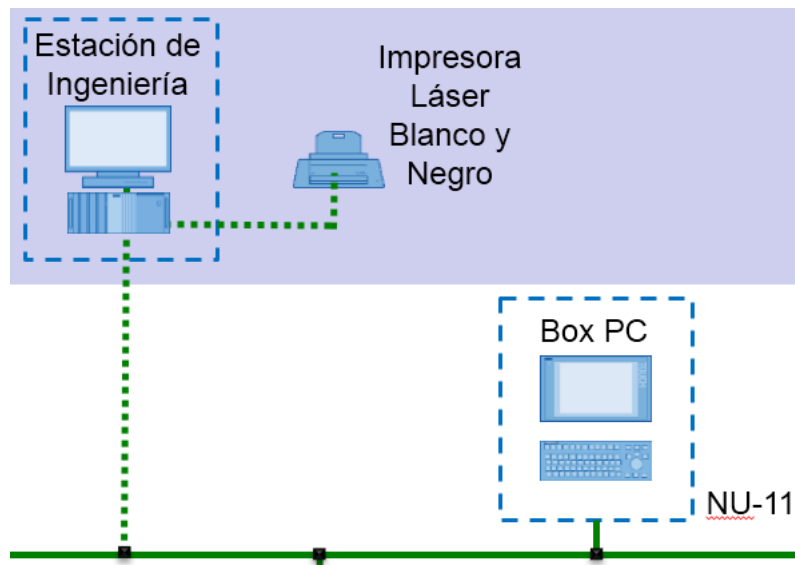 Estación de
Ingeniería
Impresora
Láser
Blanco y
Negro
Box PC
NU-11